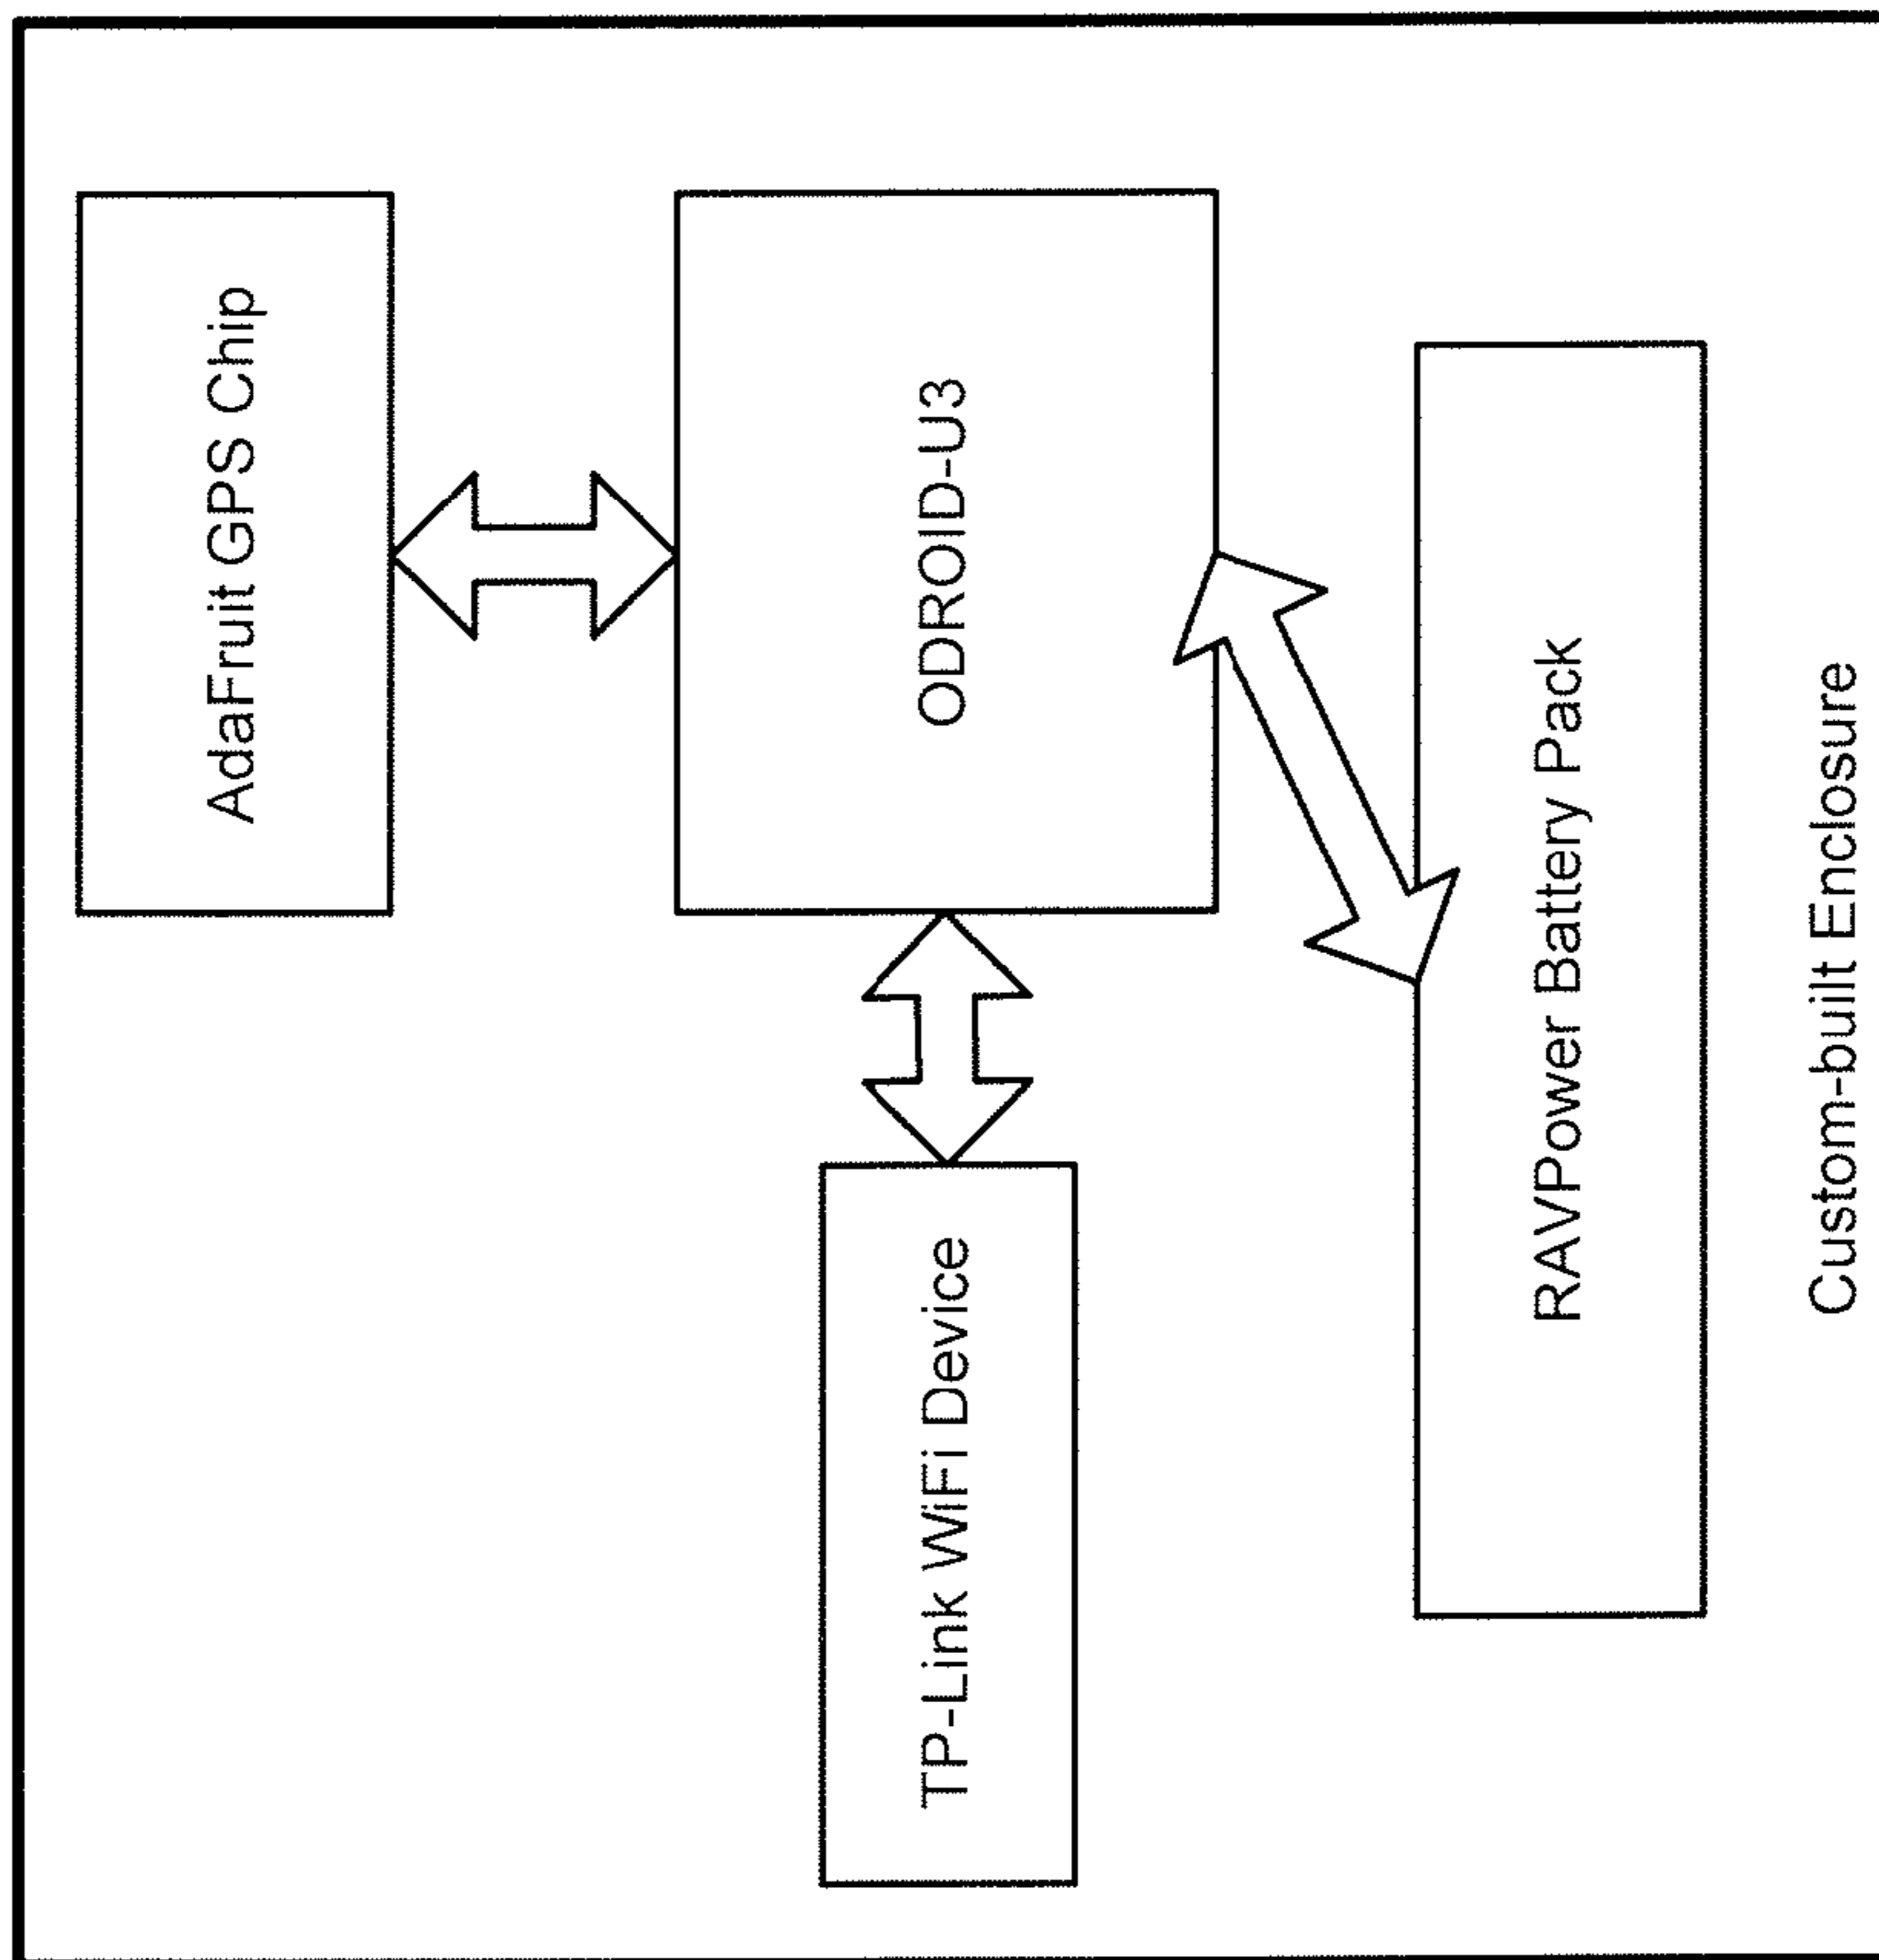 AdaFruit GPS Chip
TP-Link WiFi Device
ODROID-U3
RAVPower Battery Pack
Custom-built Enclosure